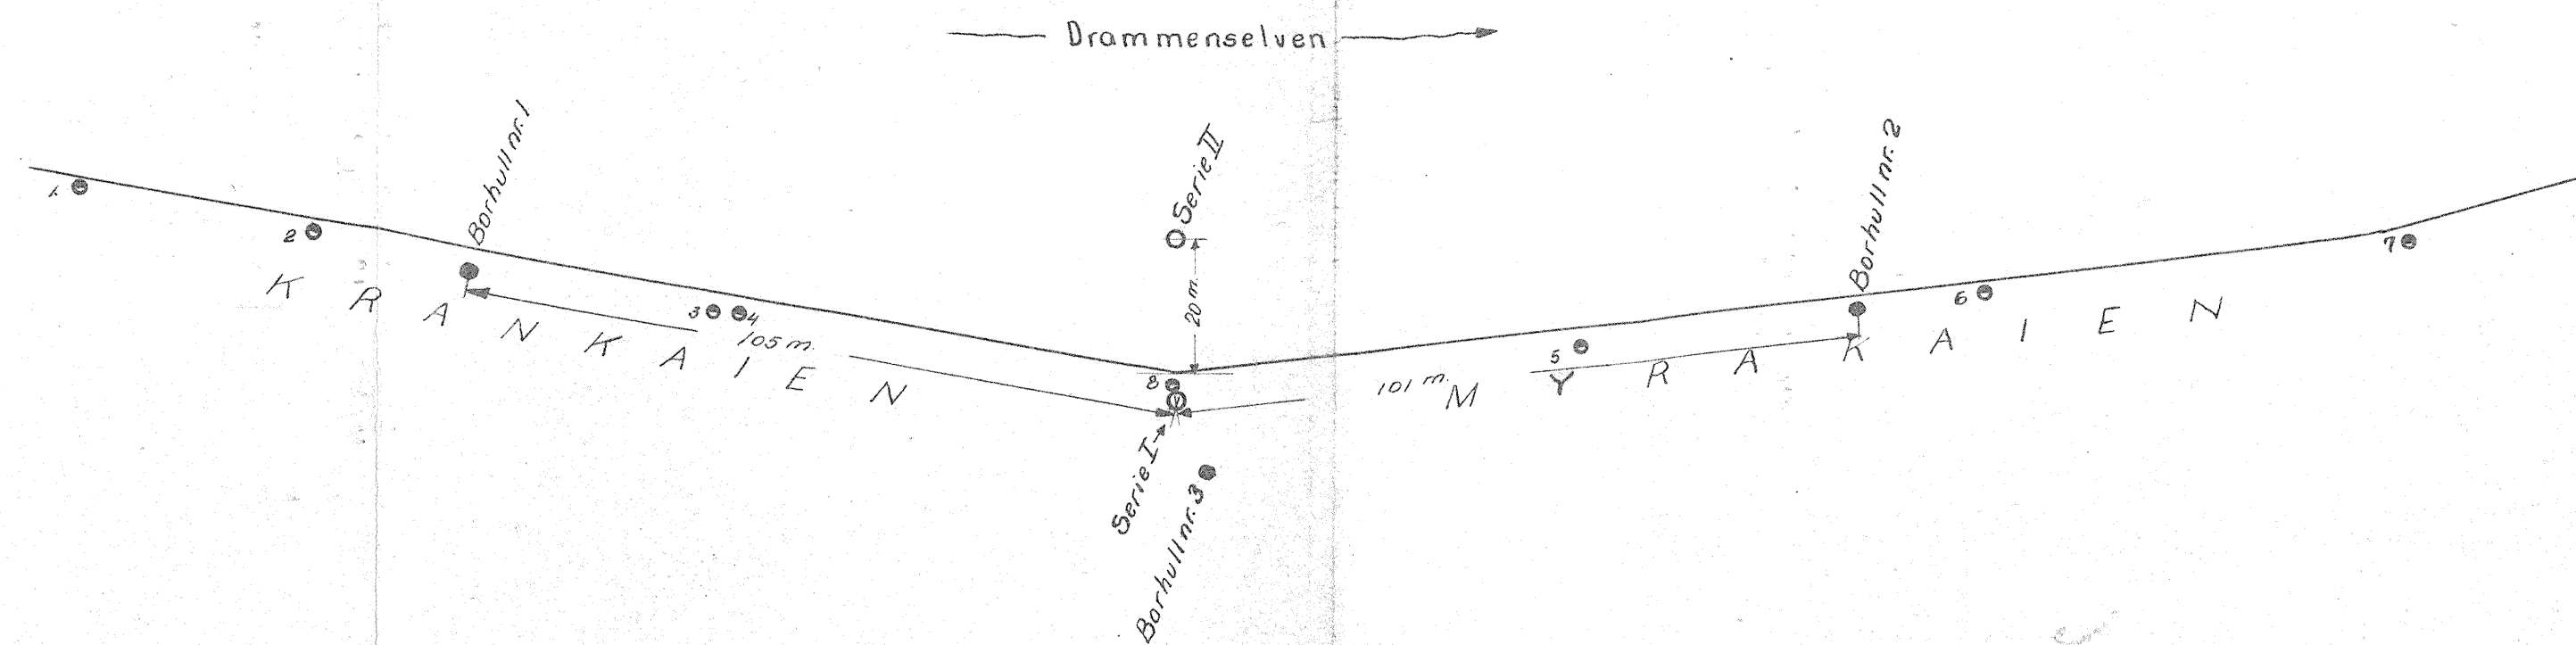 Drammenselven
Borhull nr. 1
Serie II
Borhull nr. 2
1
2
3
4
20 m.
105 m.
KRANKAIEN
8
5
6
7
101 m.
MYRAKAIEN
Serie I
Borhull nr. 3